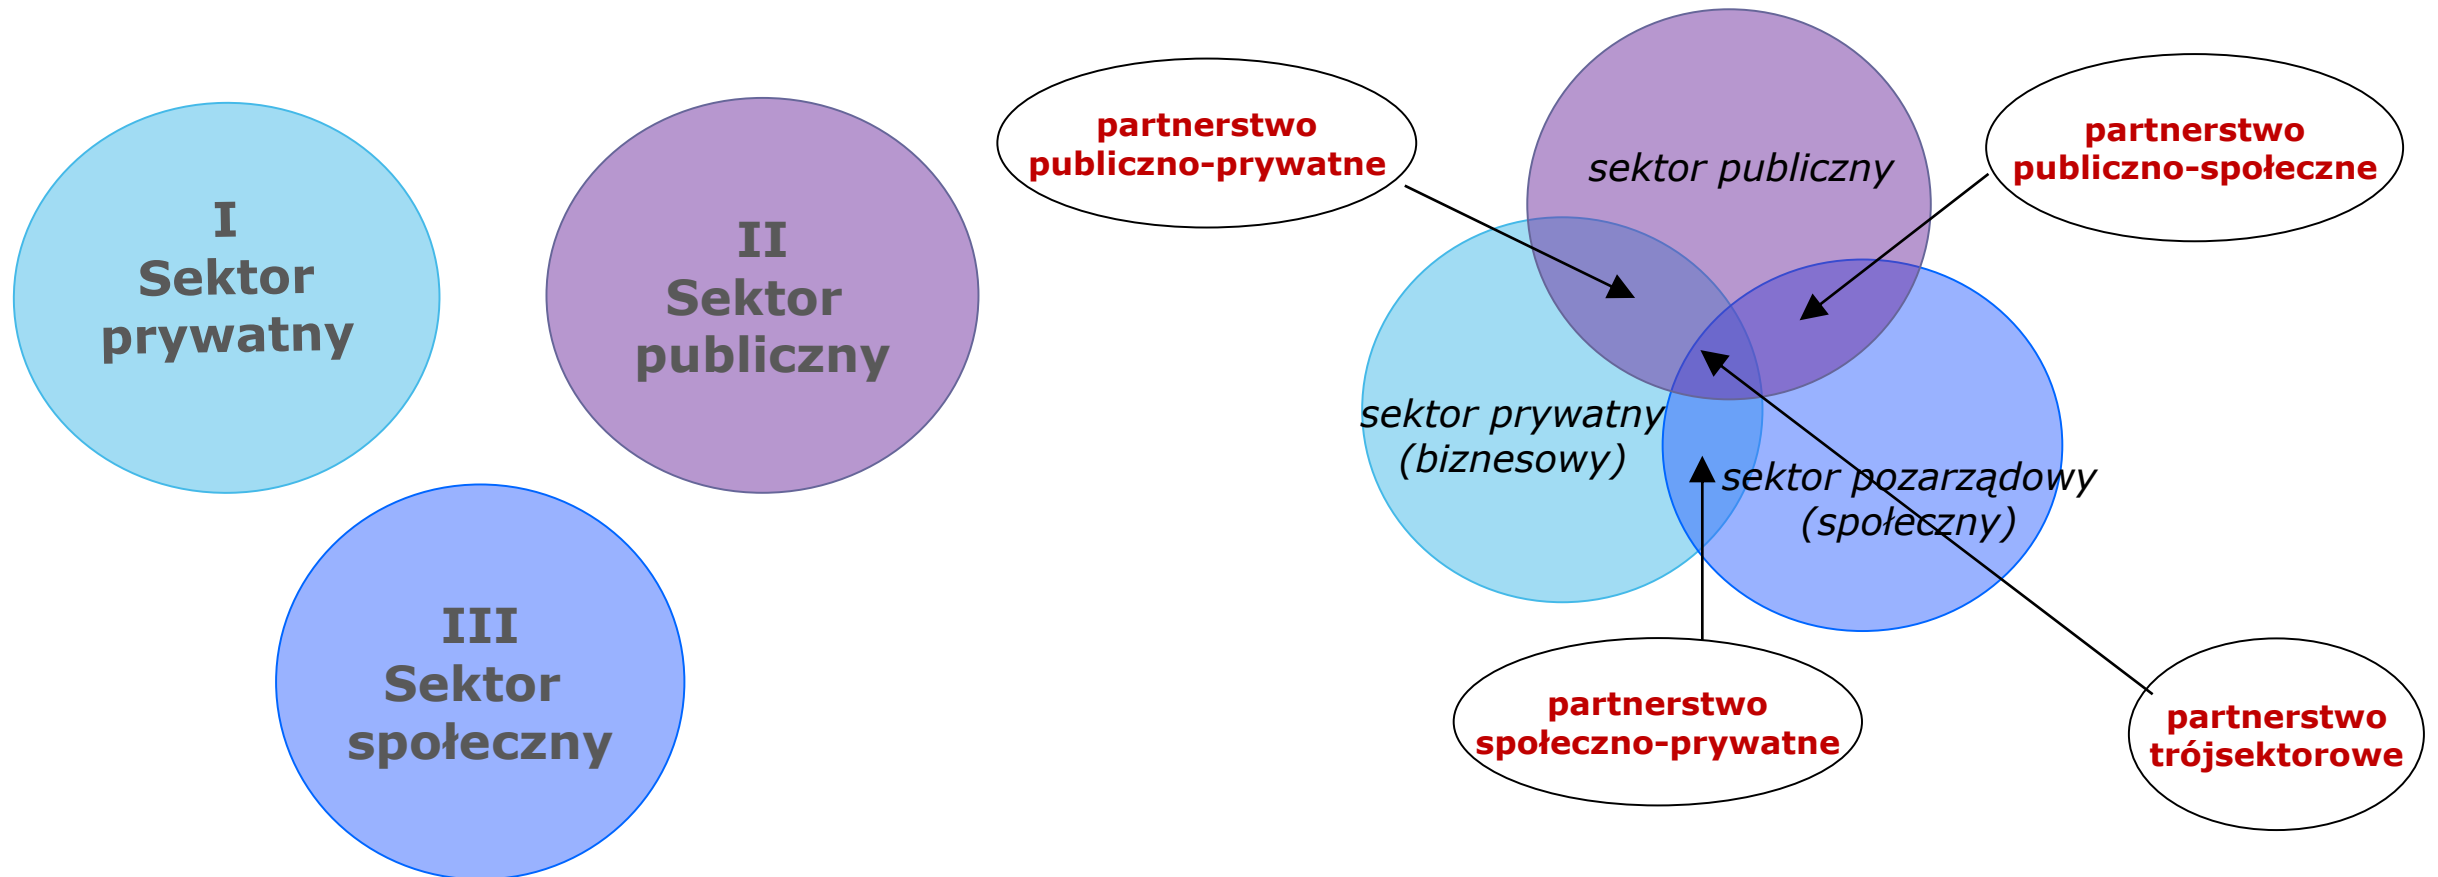 I
Sektor
prywatny
II
Sektor
publiczny
III
Sektor
społeczny
partnerstwo
publiczno-prywatne
sektor publiczny
partnerstwo
publiczno-społeczne
sektor prywatny
(biznesowy)
sektor pozarządowy
(społeczny)
partnerstwo
społeczno-prywatne
partnerstwo
trójsektorowe